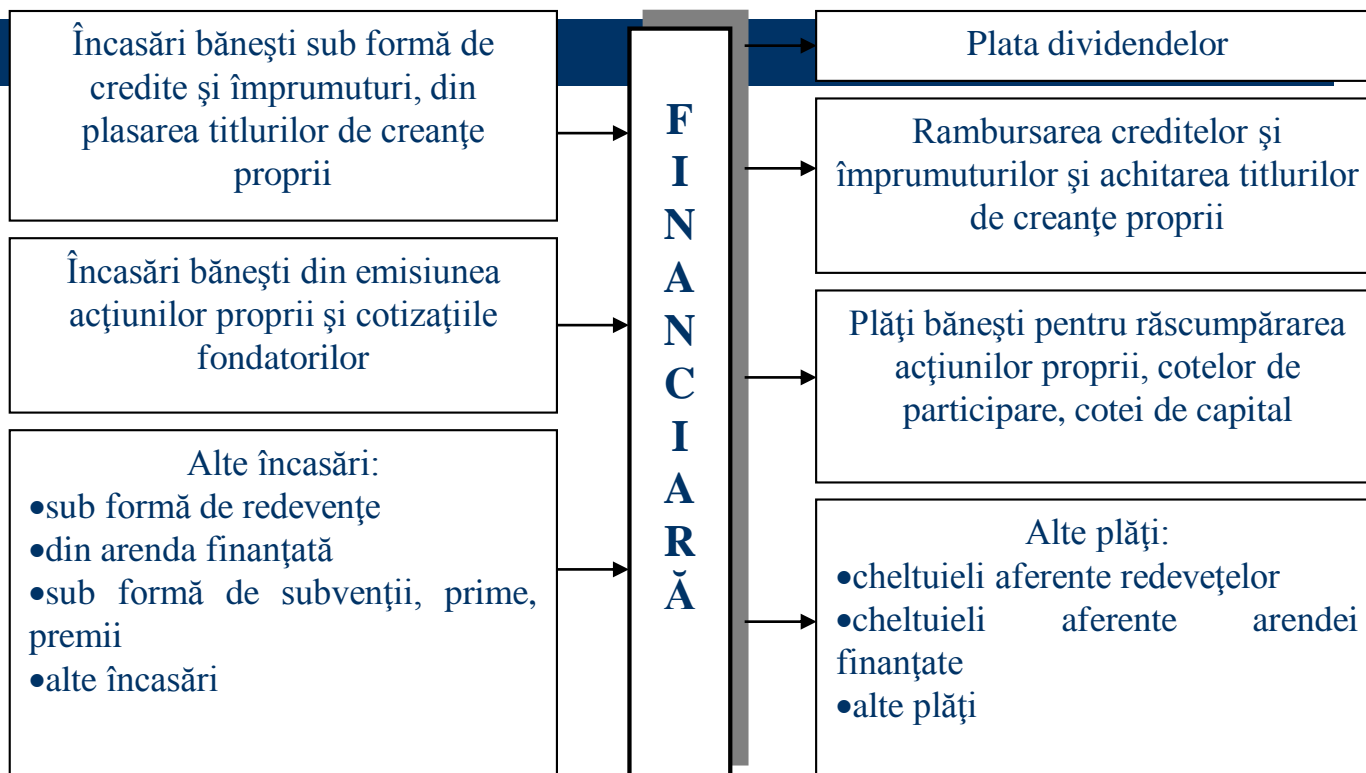 Încasări băneşti sub formă de
credite şi împrumuturi, din
plasarea titlurilor de creanţe
proprii
Încasări băneşti din emisiunea
acţiunilor proprii şi cotizaţiile
fondatorilor
Alte încasări:
•sub formă de redevenţe
•din arenda finanţată
•sub formă de subvenţii, prime,
premii
•alte încasări
F
I
N
A
N
C
I
A
R
Ă
Plata dividendelor
Rambursarea creditelor şi
împrumuturilor şi achitarea titlurilor
de creanţe proprii
Plăţi băneşti pentru răscumpărarea
acţiunilor proprii, cotelor de
participare, cotei de capital
Alte plăţi:
•cheltuieli aferente redeveţelor
•cheltuieli aferente arendei
finanţate
•alte plăţi